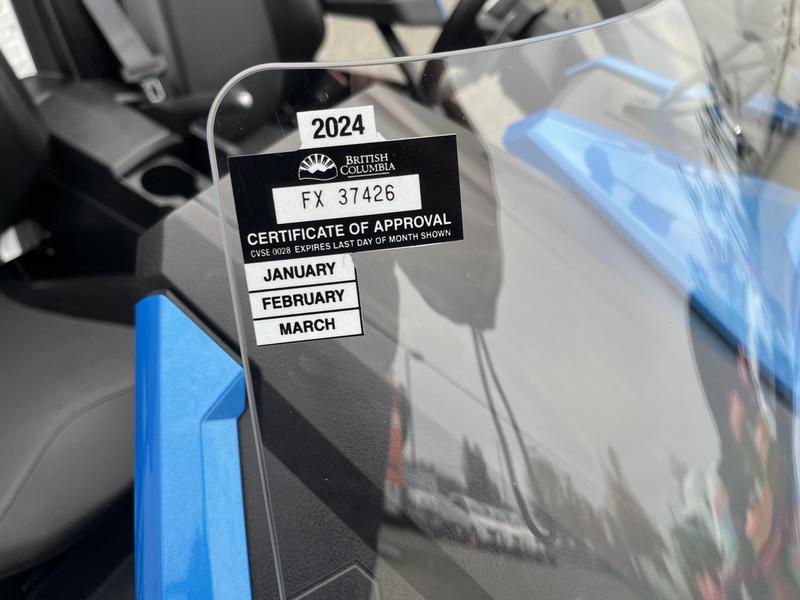 2024
BRITISH
COLUMBIA
FX 37426
CERTIFICATE OF APPROVAL
CVSE 0028 EXPIRES LAST DAY OF MONTH SHOWN
JANUARY
FEBRUARY
MARCH